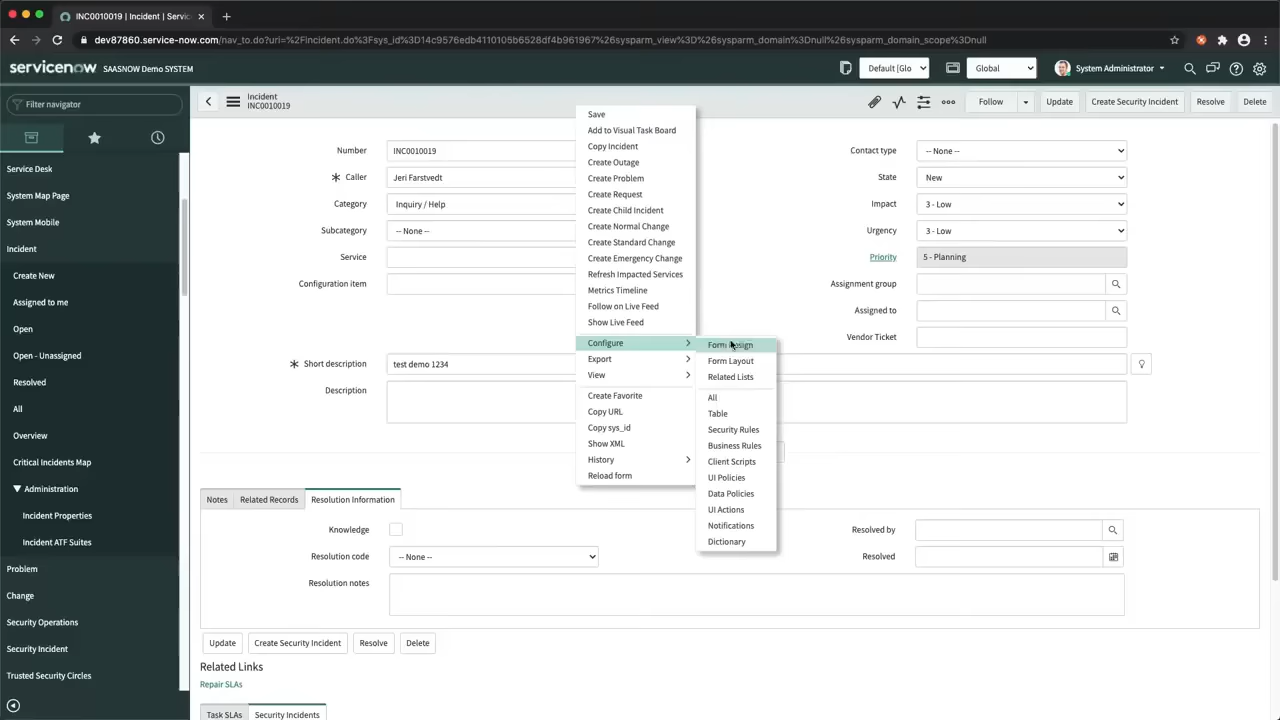 INC0010019 | Incident | Servic
dev87860.service-now.com/nav_to.do?uri=%2Fincident.do%3Fsys_id%3D14c9576edb4110105b6528df4b961967%26sysparm_view%3D%26sysparm_domain%3Dnull%26sysparm_domain_scope%3Dnull
servicenow SAASNOW Demo SYSTEM
Default [Glo
Global
System Administrator
Filter navigator
Service Desk
System Map Page
System Mobile
Incident
Create New
Assigned to me
Open
Open - Unassigned
Resolved
All
Overview
Critical Incidents Map
Administration
Incident Properties
Incident ATF Suites
Problem
Change
Security Operations
Security Incident
Trusted Security Circles
Incident
INC0010019
Follow
Update
Create Security Incident
Resolve
Delete
Number INC0010019
Caller Jeri Farstvedt
Category Inquiry / Help
Subcategory -- None --
Service
Configuration item
Short description test demo 1234
Description
Contact type -- None --
State New
Impact 3 - Low
Urgency 3 - Low
Priority 5 - Planning
Assignment group
Assigned to
Vendor Ticket
Save
Add to Visual Task Board
Copy Incident
Create Outage
Create Problem
Create Request
Create Child Incident
Create Normal Change
Create Standard Change
Create Emergency Change
Refresh Impacted Services
Metrics Timeline
Follow on Live Feed
Show Live Feed
Configure
Export
View
Create Favorite
Copy URL
Copy sys_id
Show XML
History
Reload form
Form Design
Form Layout
Related Lists
All
Table
Security Rules
Business Rules
Client Scripts
UI Policies
Data Policies
UI Actions
Notifications
Dictionary
Notes
Related Records
Resolution Information
Knowledge
Resolution code -- None --
Resolution notes
Resolved by
Resolved
Update
Create Security Incident
Resolve
Delete
Related Links
Repair SLAs
Task SLAs
Security Incidents